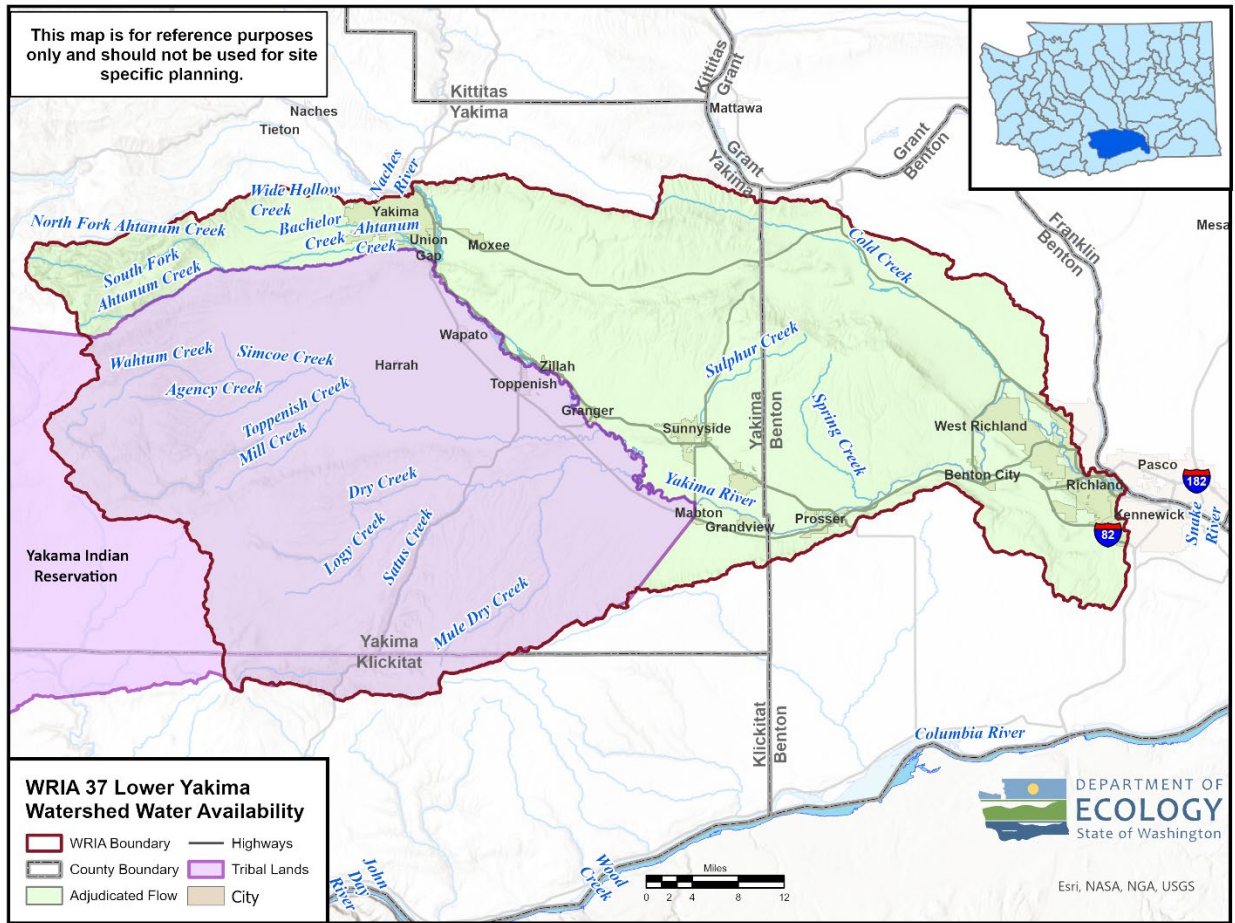 This map is for reference purposes
only and should not be used for site
specific planning.
Kittitas
Yakima
Kittitas
Grant
Mattawa
Grant
Yakima
Grant
Benton
Franklin
Benton
Mesa
Naches
Tieton
Naches
River
Wide Hollow
Creek
North Fork Ahtanum Creek
Bachelor
Creek
Yakima
Ahtanum
Creek
Union
Gap
Moxee
South Fork
Ahtanum Creek
Cold Creek
Wapato
Wahtum Creek
Simcoe Creek
Harrah
Agency Creek
Toppenish
Zillah
Sulphur Creek
Toppenish Creek
Granger
Mill Creek
Sunnyside
Yakima
Benton
Spring Creek
West Richland
Benton City
Richland
Pasco
182
Kennewick
Snake
River
82
Dry Creek
Yakima River
Mabton
Grandview
Prosser
Logy Creek
Satus Creek
Yakama Indian
Reservation
Mule Dry Creek
Yakima
Klickitat
Klickitat
Benton
Columbia River
WRIA 37 Lower Yakima
Watershed Water Availability
WRIA Boundary
Highways
County Boundary
Tribal Lands
Adjudicated Flow
City
John
Day
River
Wood
Creek
Miles
0 2 4 8 12
DEPARTMENT OF
ECOLOGY
State of Washington
Esri, NASA, NGA, USGS